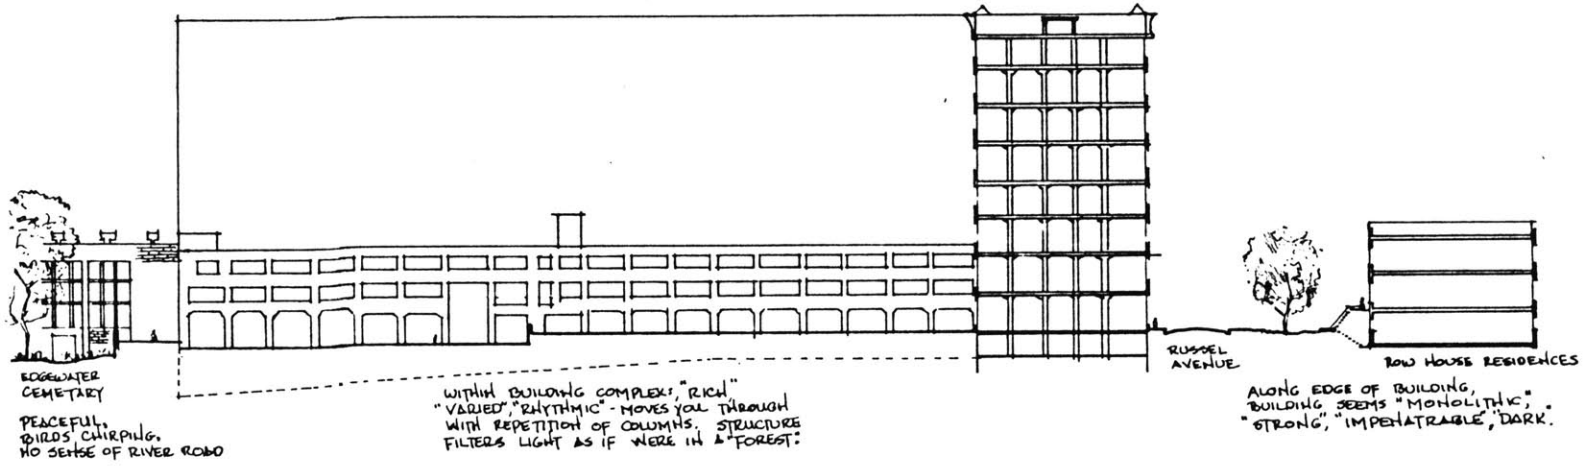 EDGEWATER
CEMETARY
PEACEFUL.
BIRDS CHIRPING.
NO SENSE OF RIVER ROAD
WITHIN BUILDING COMPLEX: "RICH",
"VARIED", "RHYTHMIC" - MOVES YOU THROUGH
WITH REPETITION OF COLUMNS. STRUCTURE
FILTERS LIGHT AS IF WERE IN A "FOREST".
RUSSEL
AVENUE
ROW HOUSE RESIDENCES
ALONG EDGE OF BUILDING,
BUILDING SEEMS "MONOLITHIC",
"STRONG", "IMPENATRABLE", DARK.